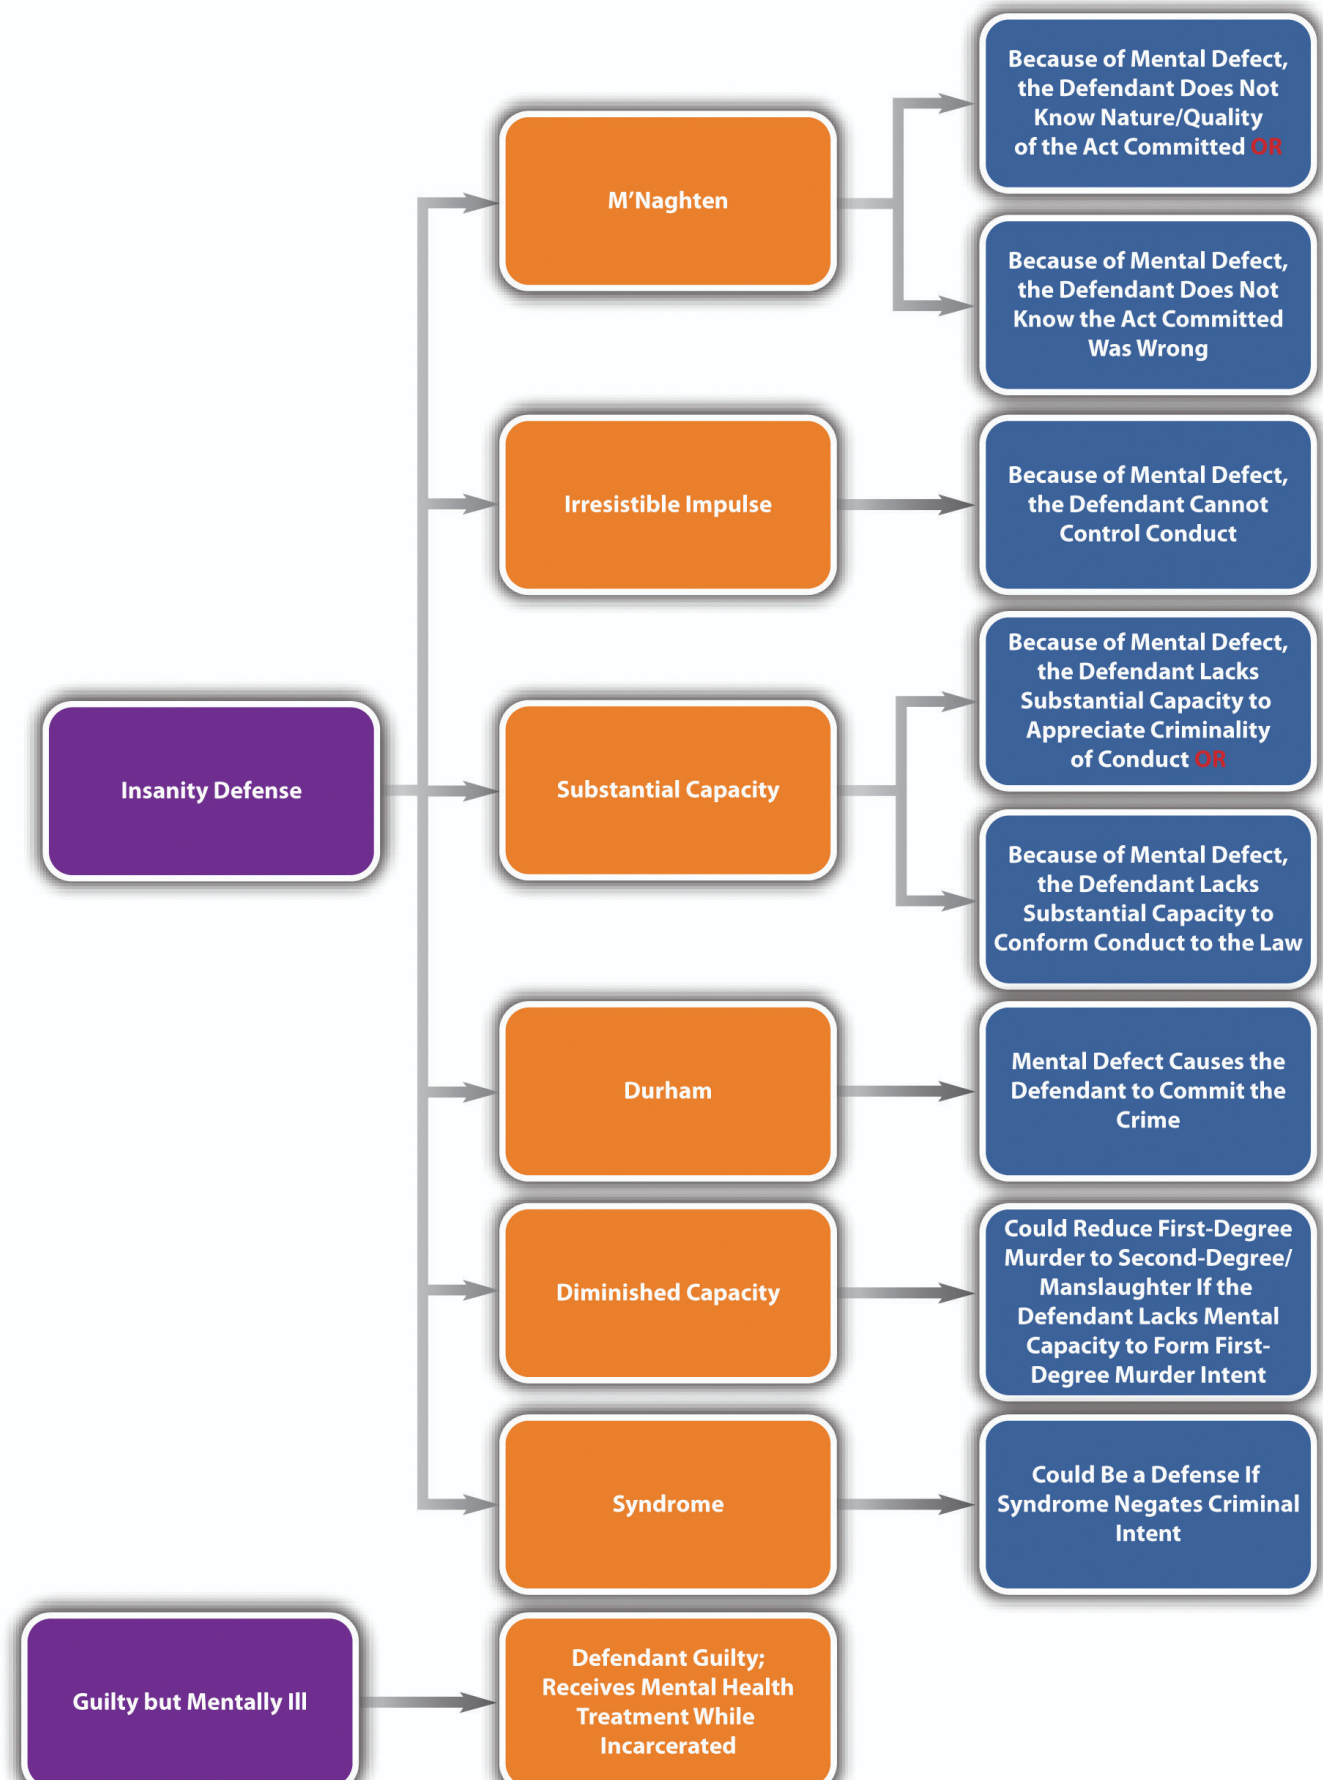 Insanity Defense
M'Naghten
Because of Mental Defect,
the Defendant Does Not
Know Nature/Quality
of the Act Committed OR
Because of Mental Defect,
the Defendant Does Not
Know the Act Committed
Was Wrong
Irresistible Impulse
Because of Mental Defect,
the Defendant Cannot
Control Conduct
Substantial Capacity
Because of Mental Defect,
the Defendant Lacks
Substantial Capacity to
Appreciate Criminality
of Conduct OR
Because of Mental Defect,
the Defendant Lacks
Substantial Capacity to
Conform Conduct to the Law
Durham
Mental Defect Causes the
Defendant to Commit the
Crime
Diminished Capacity
Could Reduce First-Degree
Murder to Second-Degree/
Manslaughter If the
Defendant Lacks Mental
Capacity to Form First-
Degree Murder Intent
Syndrome
Could Be a Defense If
Syndrome Negates Criminal
Intent
Guilty but Mentally Ill
Defendant Guilty;
Receives Mental Health
Treatment While
Incarcerated